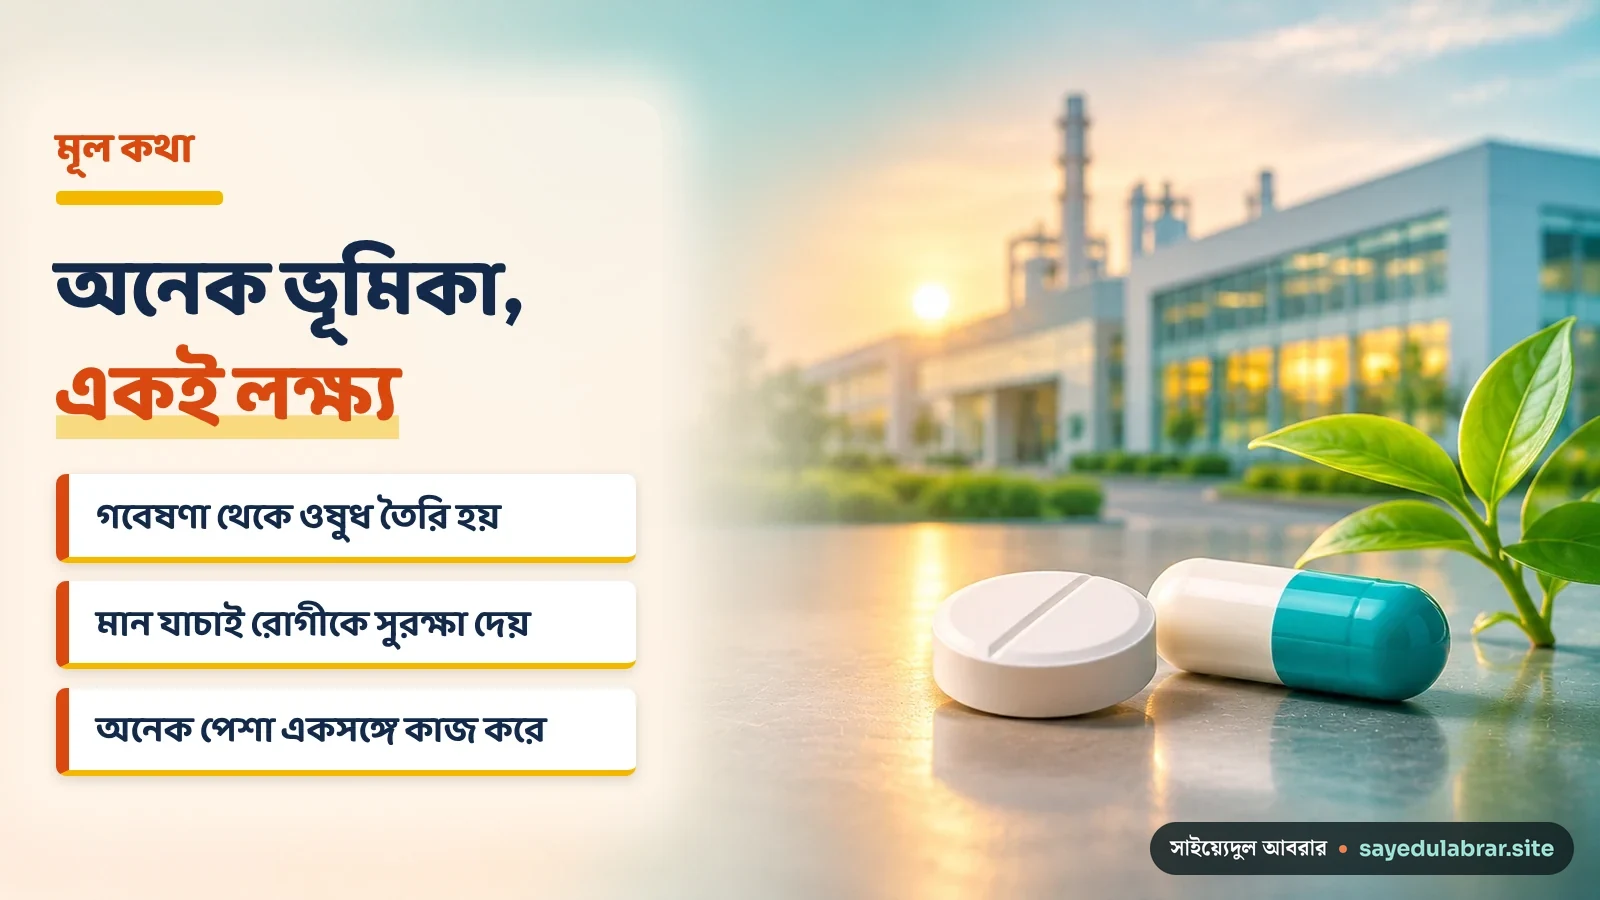 মূল কথা
অনেক ভূমিকা,
একই লক্ষ্য
গবেষণা থেকে ওষুধ তৈরি হয়
মান যাচাই রোগীকে সুরক্ষা দেয়
অনেক পেশা একসঙ্গে কাজ করে
সাইয়্যেদুল আবরার • sayedulabrar.site